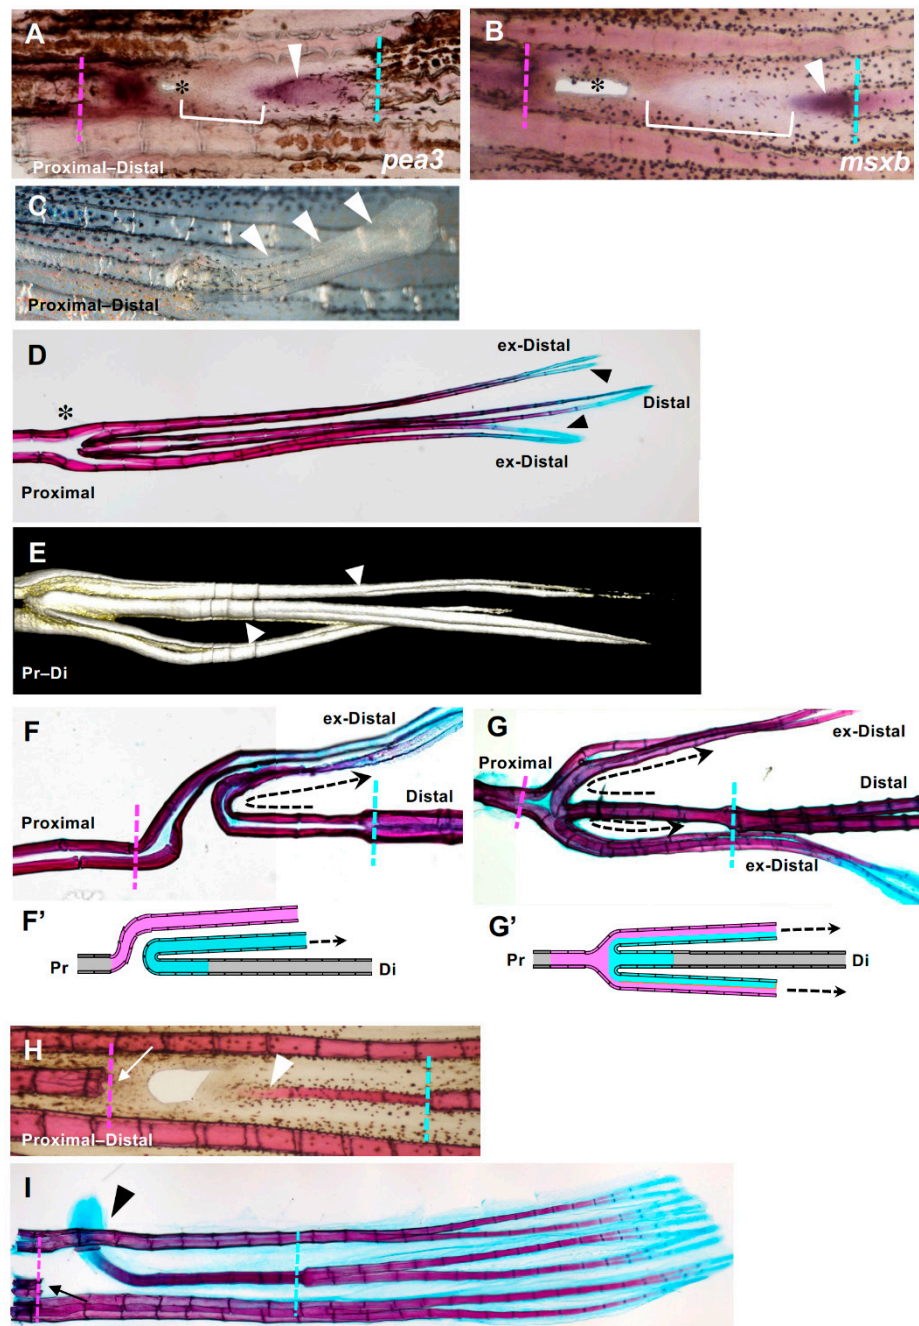 A
*
Proximal–Distal
pea3
B
*
msxb
C
Proximal–Distal
D
ex-Distal
*
Distal
ex-Distal
Proximal
E
Pr–Di
F
ex-Distal
Proximal
Distal
G
Proximal
ex-Distal
Distal
ex-Distal
F’
Pr
Di
G’
Pr
Di
H
Proximal–Distal
I